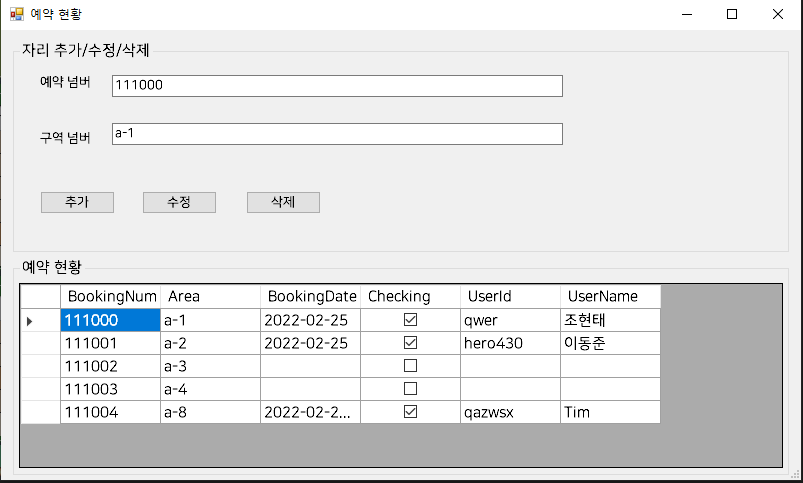 예약 현황
자리 추가/수정/삭제
예약 넘버 111000
구역 넘버 a-1
추가 수정 삭제
예약 현황
BookingNum Area BookingDate Checking UserId UserName
111000 a-1 2022-02-25 qwer 조현태
111001 a-2 2022-02-25 hero430 이동준
111002 a-3
111003 a-4
111004 a-8 2022-02-2... qazwsx Tim